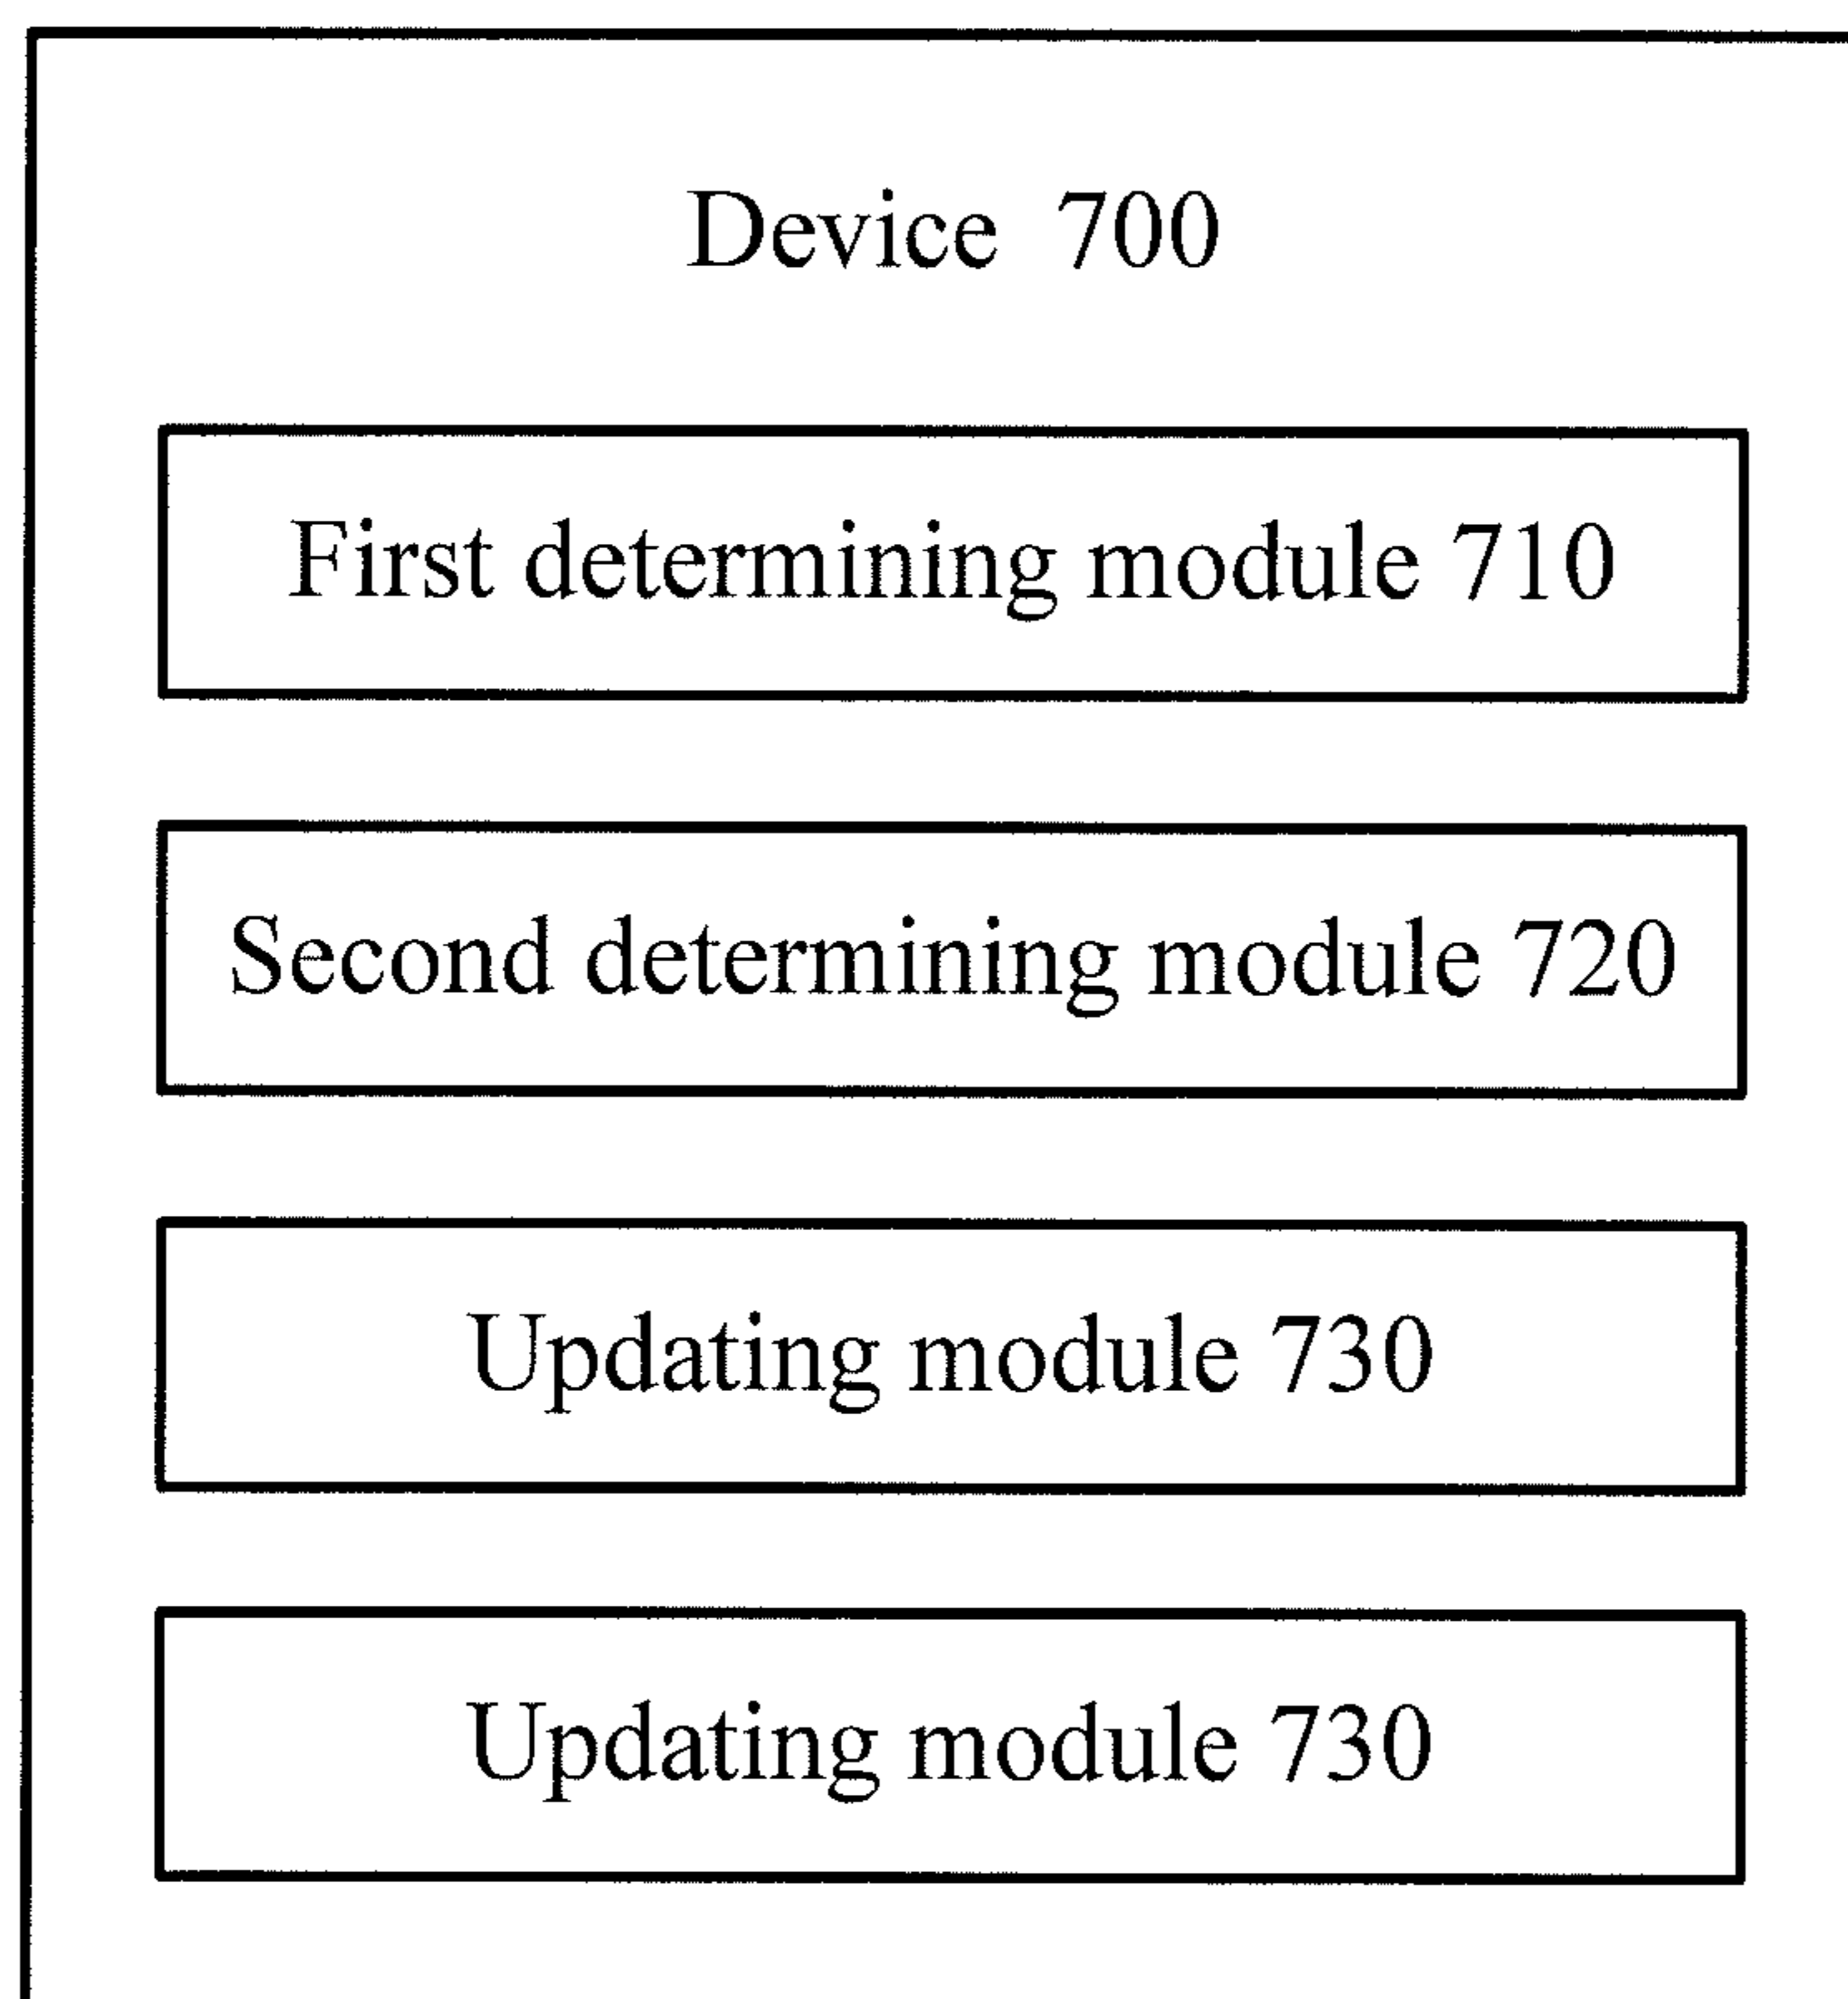 Device 700
First determining module 710
Second determining module 720
Updating module 730
Updating module 730